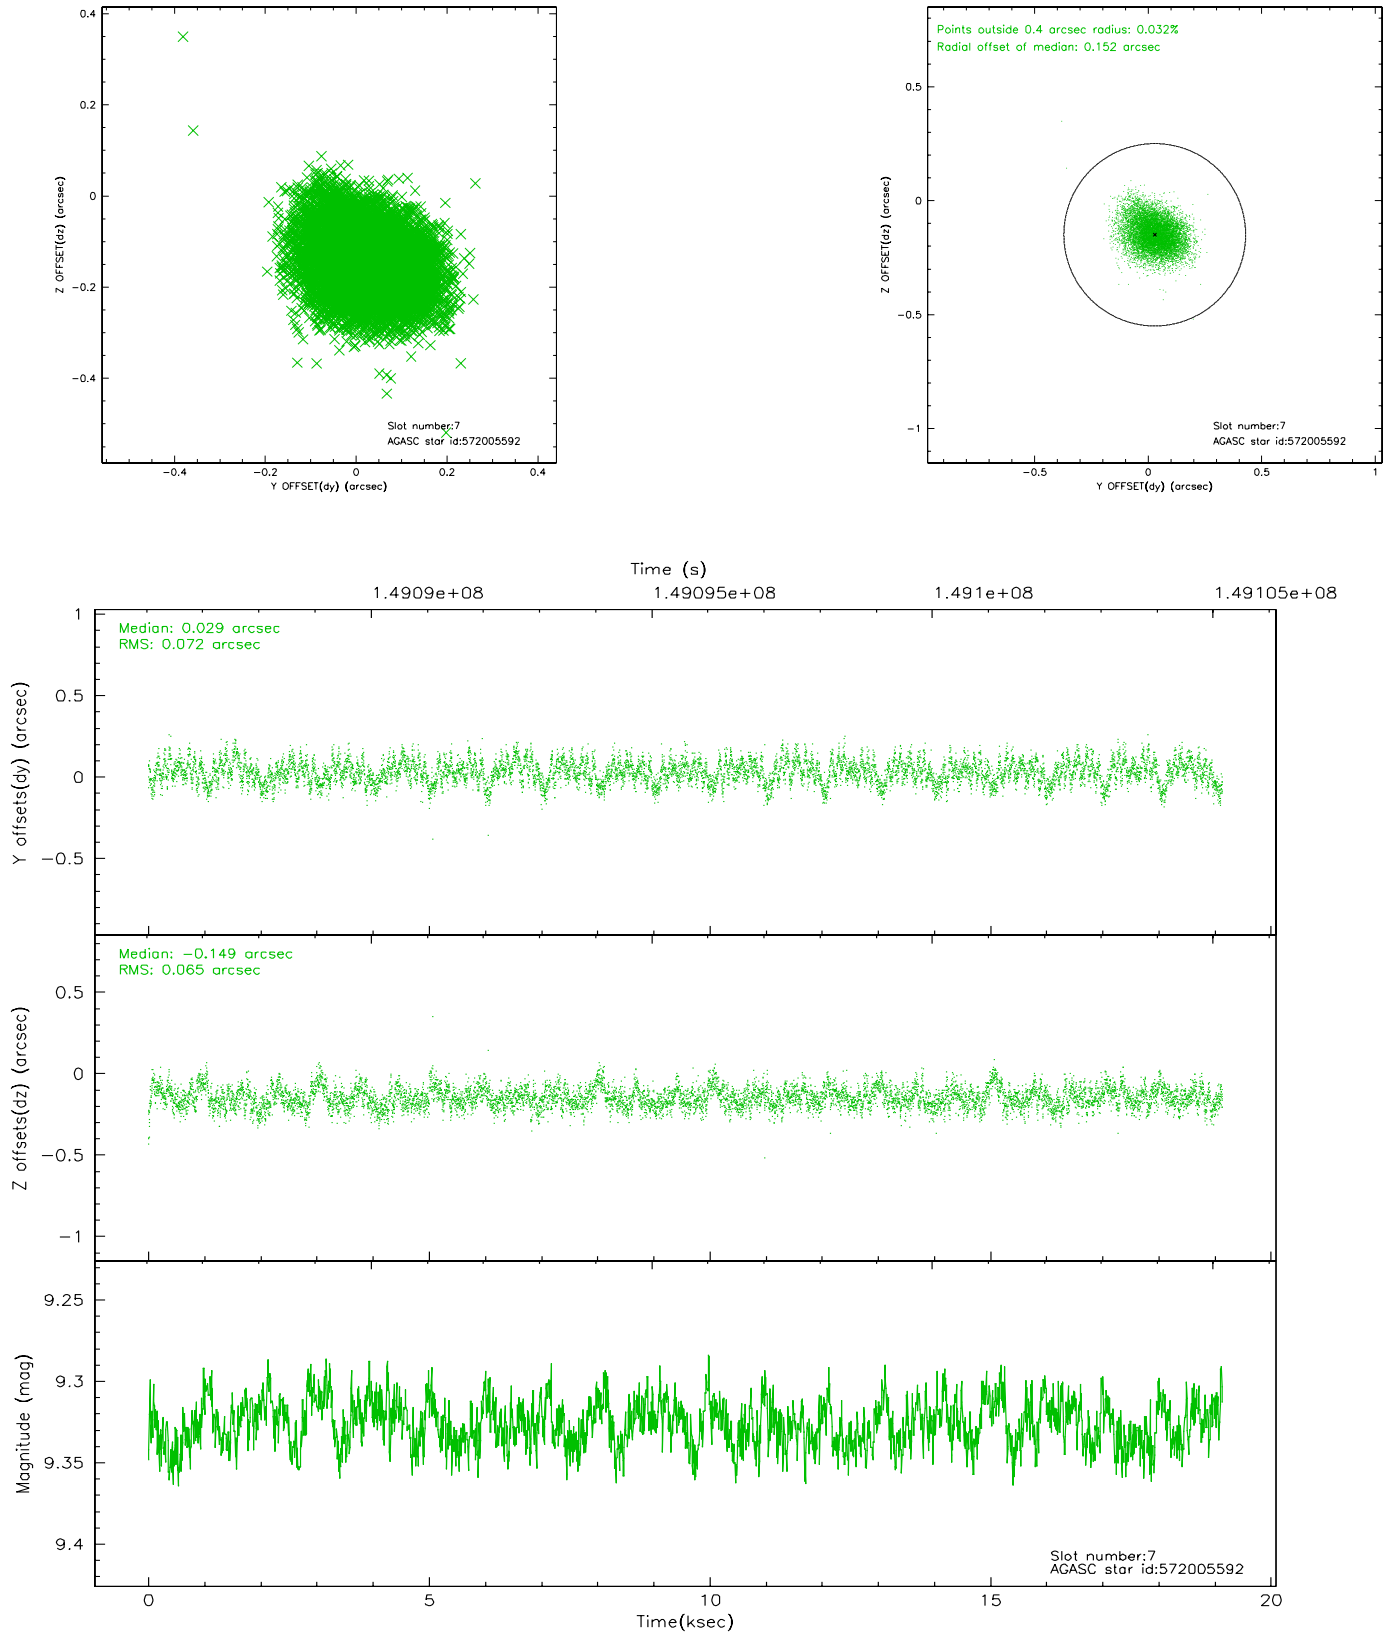 0.4
0.2
0
−0.2
−0.4
Z OFFSET(dz) (arcsec)
Slot number:7
AGASC star id:572005592
−0.4
−0.2
0
0.2
0.4
Y OFFSET(dy) (arcsec)
Points outside 0.4 arcsec radius: 0.032%
Radial offset of median: 0.152 arcsec
0.5
0
−0.5
−1
Z OFFSET(dz) (arcsec)
Slot number:7
AGASC star id:572005592
−0.5
0
0.5
1
Y OFFSET(dy) (arcsec)
Time (s)
1.4909e+08
1.49095e+08
1.491e+08
1.49105e+08
Median: 0.029 arcsec
RMS: 0.072 arcsec
1
0.5
0
−0.5
Y offsets(dy) (arcsec)
Median: −0.149 arcsec
RMS: 0.065 arcsec
0.5
0
−0.5
−1
Z offsets(dz) (arcsec)
9.25
9.3
9.35
9.4
Magnitude (mag)
Slot number:7
AGASC star id:572005592
0
5
10
15
20
Time(ksec)